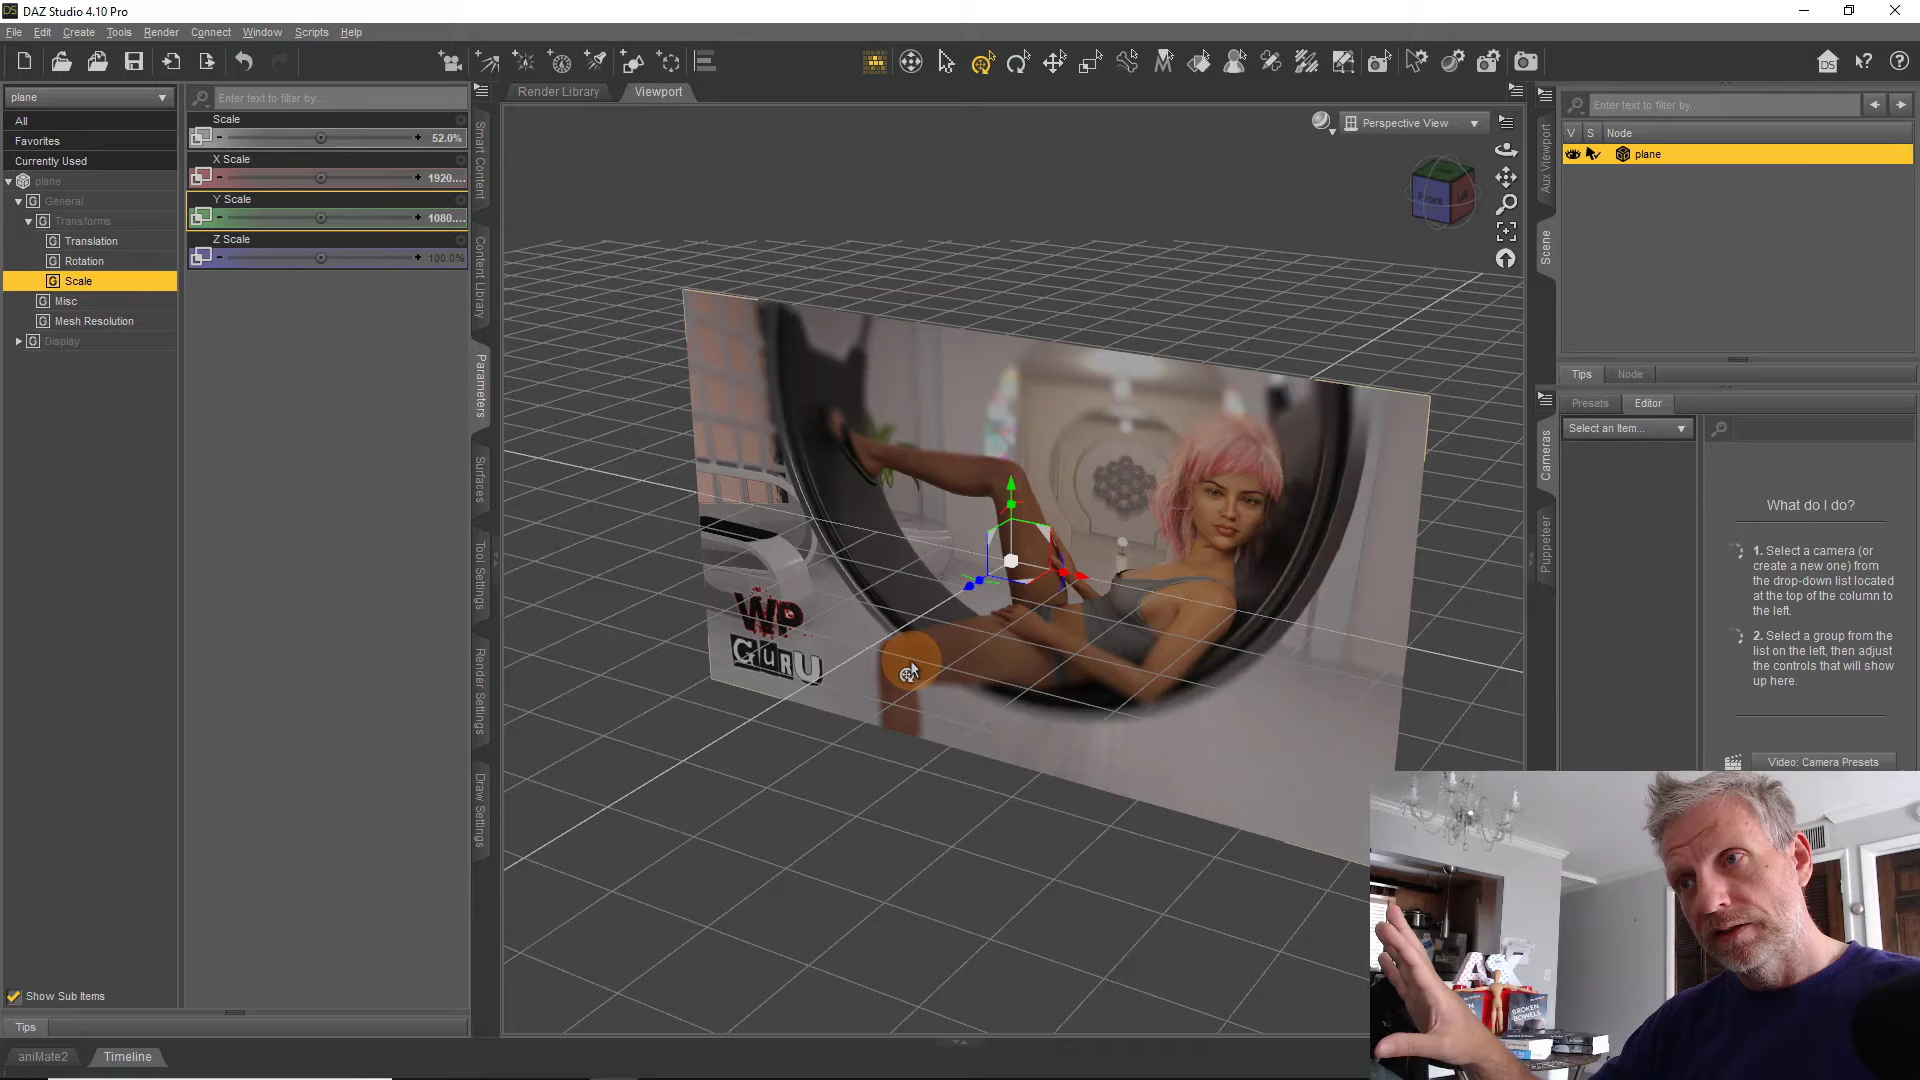 DAZ Studio 4.10 Pro
File Edit Create Tools Render Connect Window Scripts Help
plane
Enter text to filter by...
All
Favorites
Currently Used
plane
General
Transforms
Translation
Rotation
Scale
Misc
Mesh Resolution
Display
Show Sub Items
Tips
Scale
52.0%
X Scale
1920....
Y Scale
1080....
Z Scale
100.0%
Smart Content
Content Library
Parameters
Surfaces
Tool Settings
Render Settings
Draw Settings
Render Library Viewport
Perspective View
Front
WP
GURU
Aux Viewport
Scene
Cameras
Puppeteer
Enter text to filter by...
V S Node
plane
Tips Node
Presets Editor
Select an Item...
What do I do?
1. Select a camera (or
create a new one) from
the drop-down list located
at the top of the column to
the left.
2. Select a group from the
list on the left, then adjust
the controls that will show
up here.
Video: Camera Presets
BROKEN
BOWELS
aniMate2 Timeline